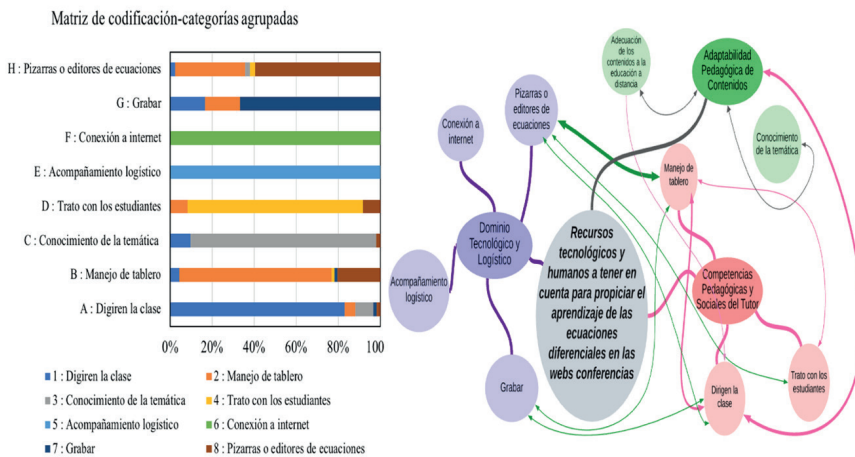 Matriz de codificación-categorías agrupadas
H : Pizarras o editores de ecuaciones
G : Grabar
F : Conexión a internet
E : Acompañamiento logístico
D : Trato con los estudiantes
C : Conocimiento de la temática
B : Manejo de tablero
A : Digiren la clase
0% 20% 40% 60% 80% 100
1 : Digiren la clase
2 : Manejo de tablero
3 : Conocimiento de la temática
4 : Trato con los estudiantes
5 : Acompañamiento logístico
6 : Conexión a internet
7 : Grabar
8 : Pizarras o editores de ecuaciones
Adecuación
de los
contenidos a la
educación a
distancia
Adaptabilidad
Pedagógica de
Contenidos
Pizarras o
editores de
ecuaciones
Conexión a
internet
Conocimiento
de la temática
Manejo de
tablero
Dominio
Tecnológico y
Logístico
Recursos
tecnológicos y
humanos a tener en
cuenta para propiciar el
aprendizaje de las
ecuaciones
diferenciales en las
webs conferencias
Acompañamiento
logístico
Competencias
Pedagógicas y
Sociales del Tutor
Grabar
Dirigen la
clase
Trato con los
estudiantes